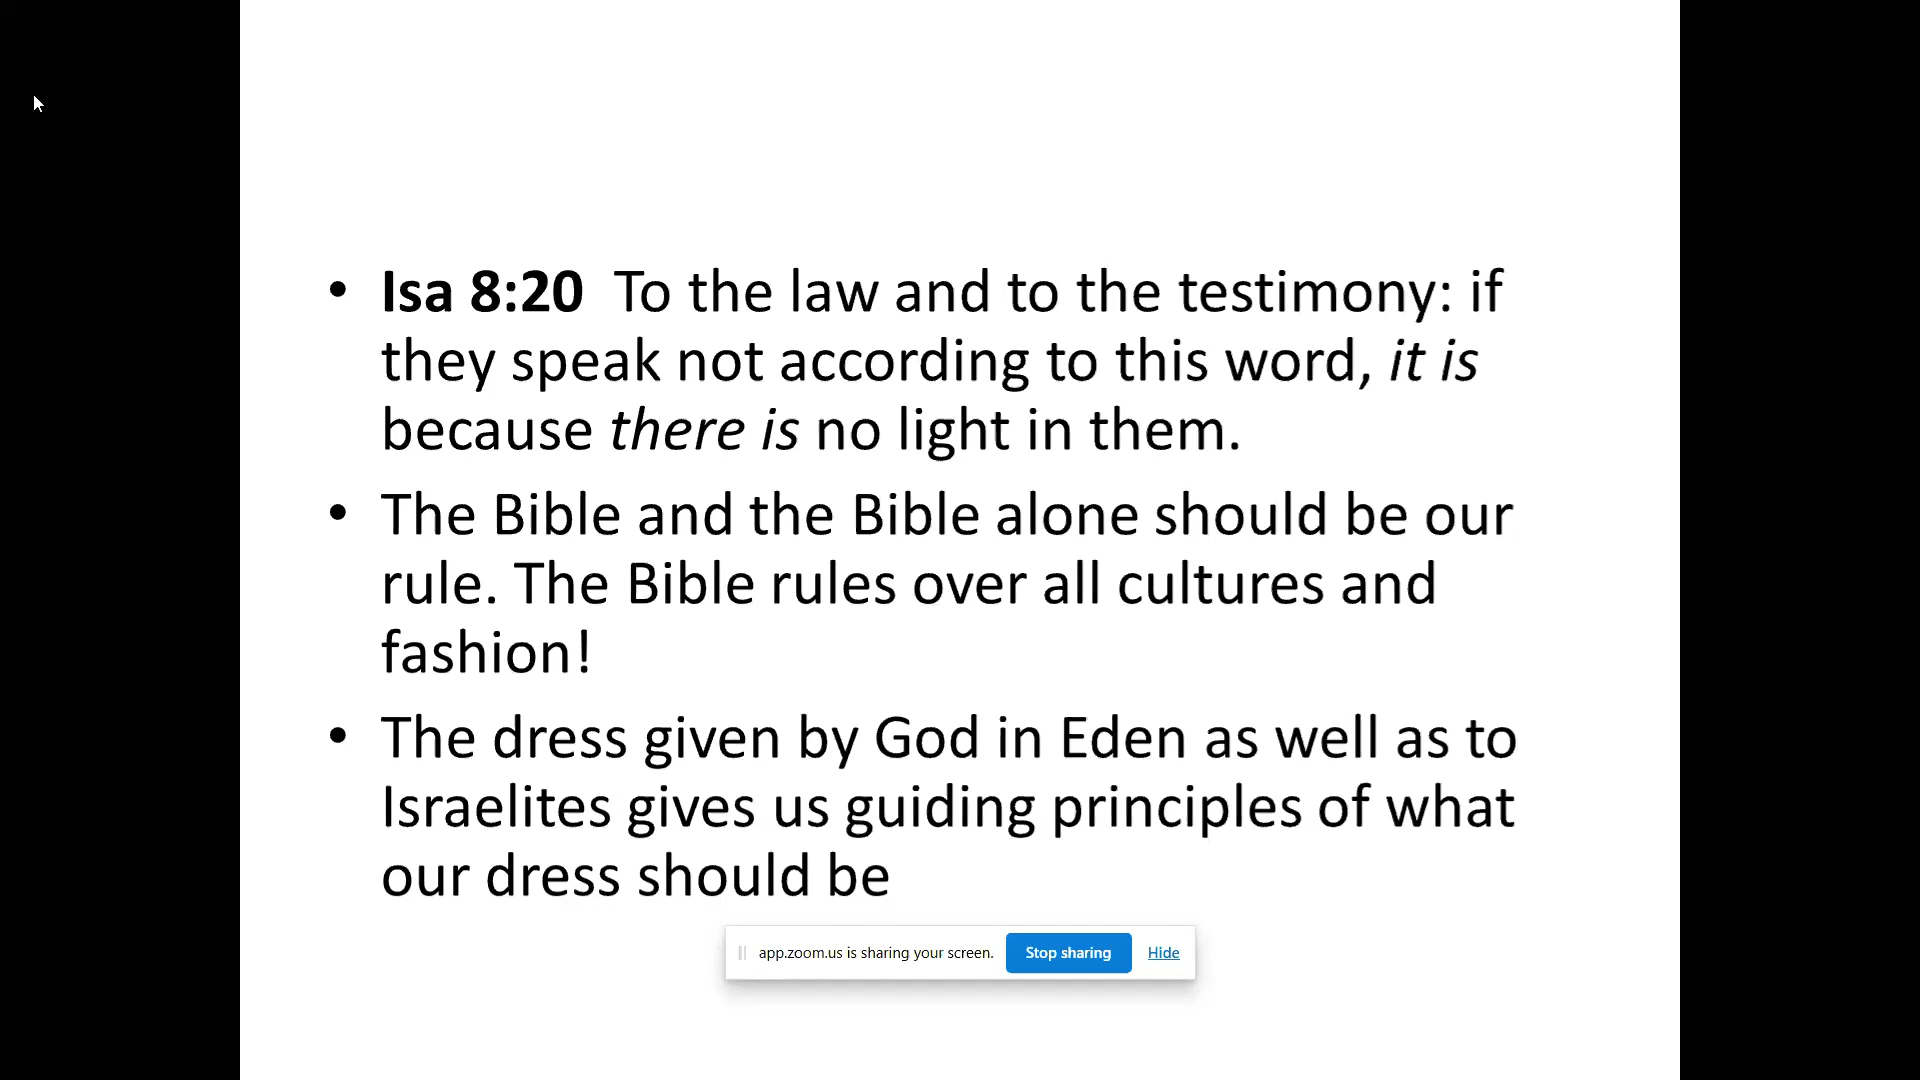 • Isa 8:20  To the law and to the testimony: if
they speak not according to this word, it is
because there is no light in them.
• The Bible and the Bible alone should be our
rule. The Bible rules over all cultures and
fashion!
• The dress given by God in Eden as well as to
Israelites gives us guiding principles of what
our dress should be
app.zoom.us is sharing your screen. Stop sharing Hide